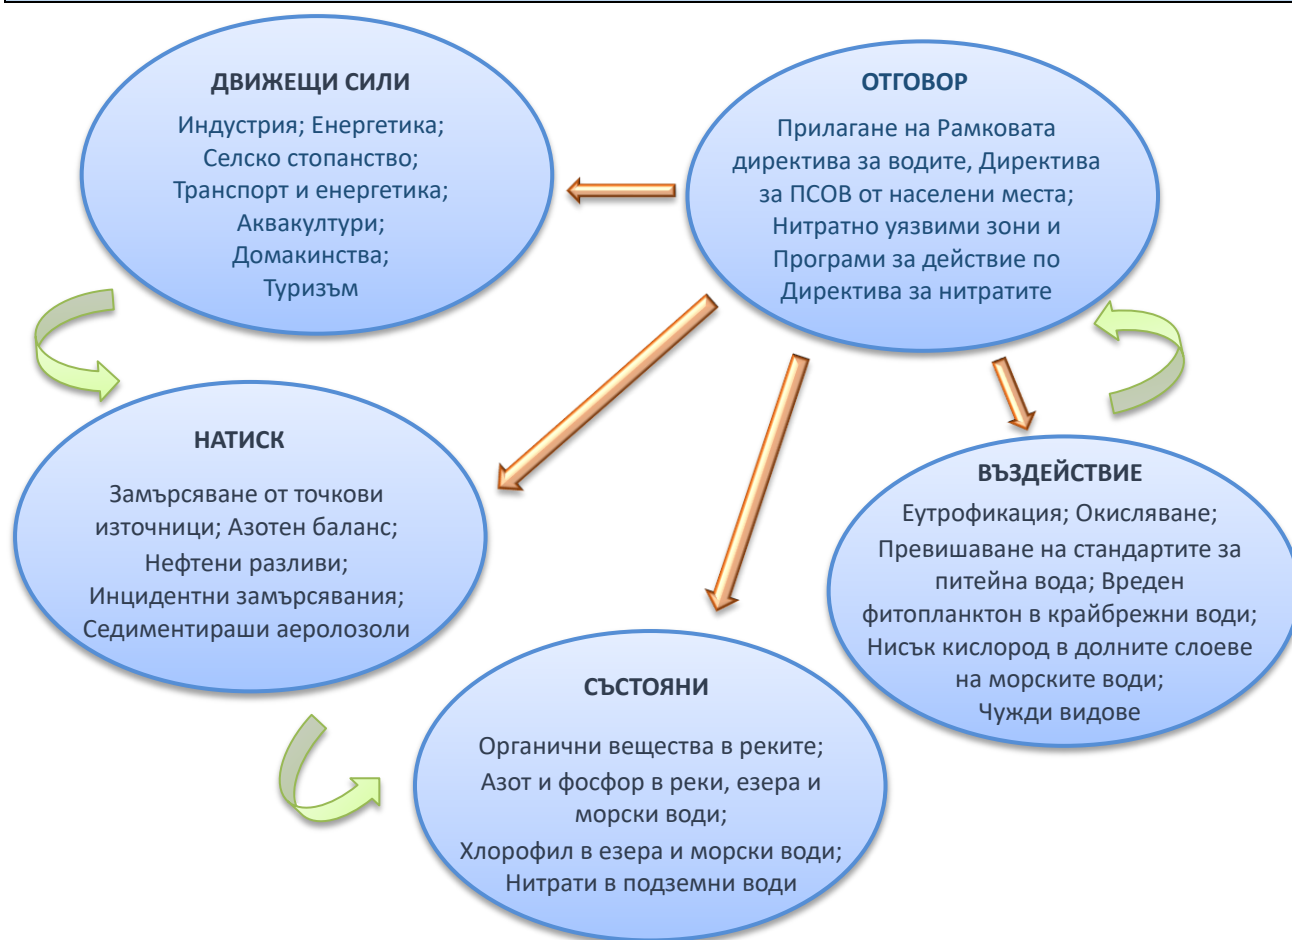 ДВИЖЕЩИ СИЛИ
Индустрия; Енергетика;
Селско стопанство;
Транспорт и енергетика;
Аквакултури;
Домакинства;
Туризъм
ОТГОВОР
Прилагане на Рамковата
директива за водите, Директива
за ПСОВ от населени места;
Нитратно уязвими зони и
Програми за действие по
Директива за нитратите
НАТИСК
Замърсяване от точкови
източници; Азотен баланс;
Нефтени разливи;
Инцидентни замърсявания;
Седиментираши аеролозоли
ВЪЗДЕЙСТВИЕ
Еутрофикация; Окисляване;
Превишаване на стандартите за
питейна вода; Вреден
фитопланктон в крайбрежни води;
Нисък кислород в долните слоеве
на морските води;
Чужди видове
СЪСТОЯНИ
Органични вещества в реките;
Азот и фосфор в реки, езера и
морски води;
Хлорофил в езера и морски води;
Нитрати в подземни води